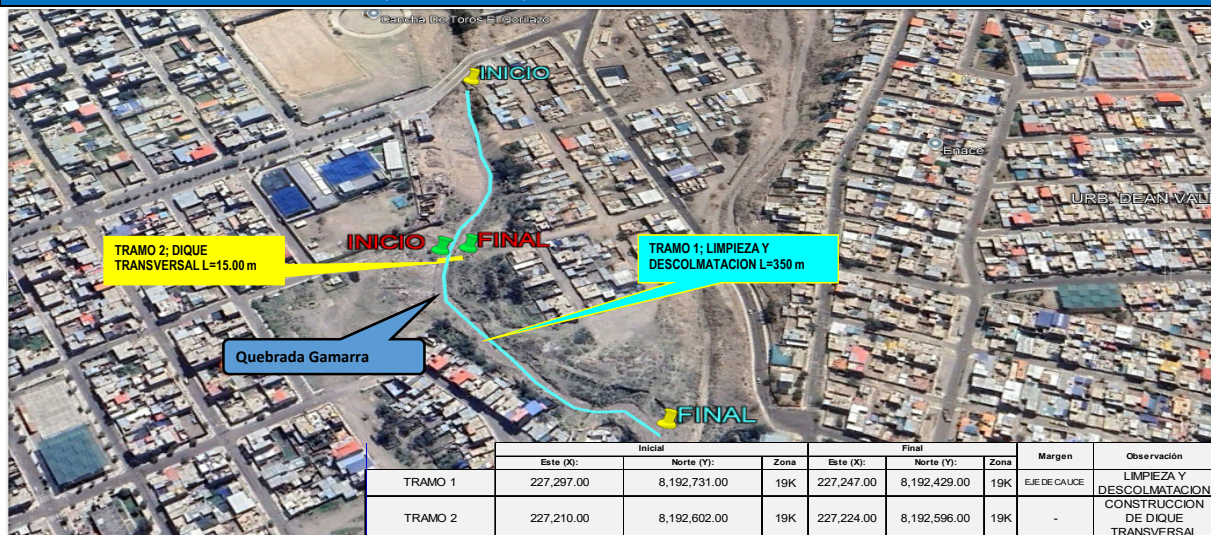 Cancha De Toros El Gorriazo
INICIO
Enace
URB. DEAN VALI
INICIO
FINAL
TRAMO 2; DIQUE
TRANSVERSAL L=15.00 m
TRAMO 1; LIMPIEZA Y
DESCOLMATACION L=350 m
Quebrada Gamarra
FINAL
Inicial Final Margen Observación
Este (X): Norte (Y): Zona Este (X): Norte (Y): Zona
TRAMO 1 227,297.00 8,192,731.00 19K 227,247.00 8,192,429.00 19K EJE DE CAUCE LIMPIEZA Y
DESCOLMATACION
TRAMO 2 227,210.00 8,192,602.00 19K 227,224.00 8,192,596.00 19K - CONSTRUCCION
DE DIQUE
TRANSVERSAL